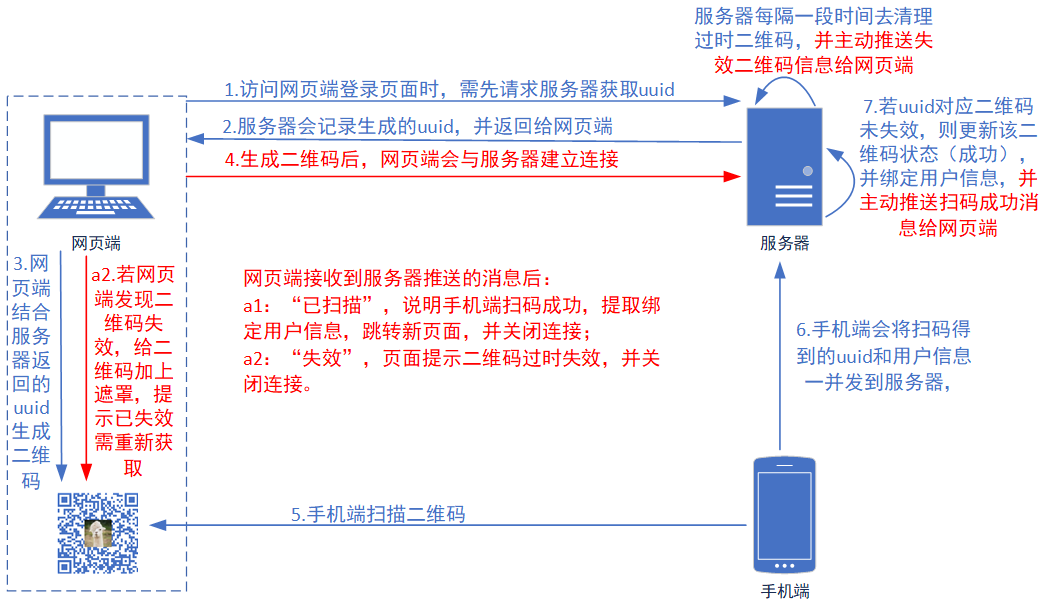 服务器每隔一段时间去清理
过时二维码，并主动推送失
效二维码信息给网页端
1.访问网页端登录页面时，需先请求服务器获取uuid
2.服务器会记录生成的uuid，并返回给网页端
4.生成二维码后，网页端会与服务器建立连接
7.若uuid对应二维码
未失效，则更新该二
维码状态（成功），
并绑定用户信息，并
主动推送扫码成功消
息给网页端
网页端
服务器
3.网
页端
结合
服务
器返
回的
uuid
生成
二维
码
a2.若网页
端发现二
维码失
效，给二
维码加上
遮罩，提
示已失效
需重新获
取
网页端接收到服务器推送的消息后：
a1：“已扫描”，说明手机端扫码成功，提取绑
定用户信息，跳转新页面，并关闭连接；
a2：“失效”，页面提示二维码过时失效，并关
闭连接。
6.手机端会将扫码得
到的uuid和用户信息
一并发到服务器，
5.手机端扫描二维码
手机端